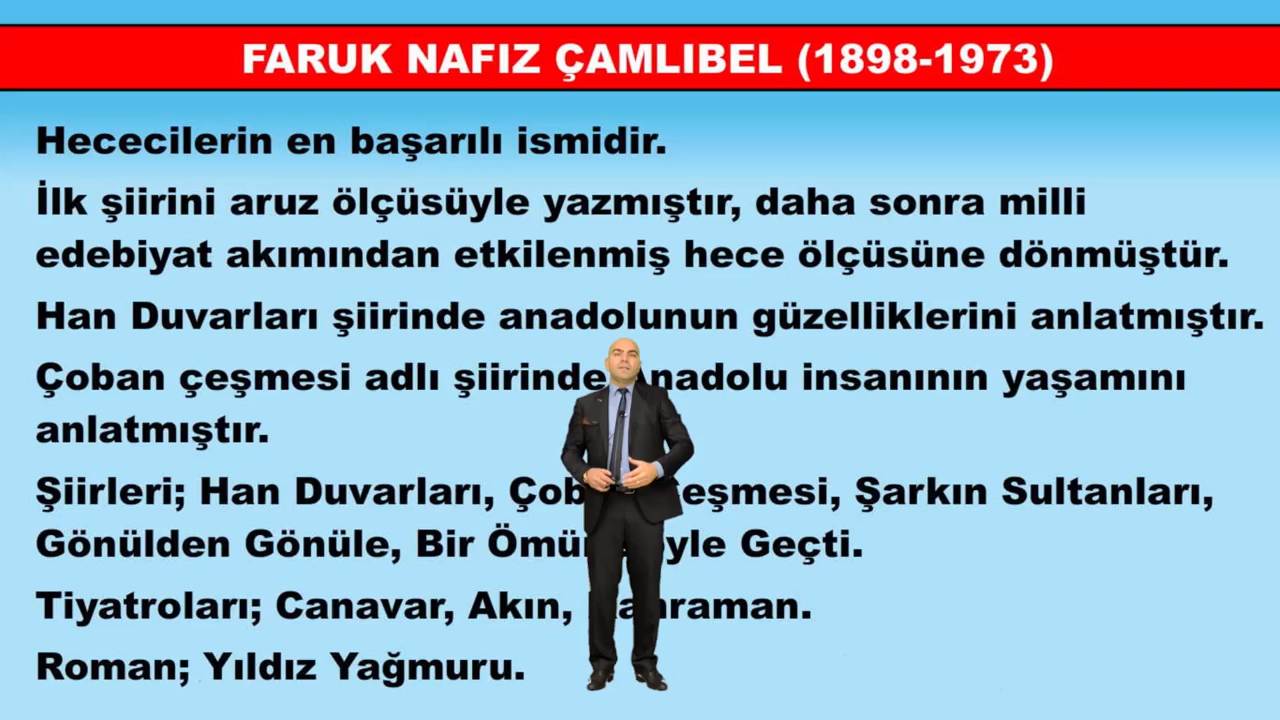 FARUK NAFIZ ÇAMLIBEL (1898-1973)
Hececilerin en başarılı ismidir.
İlk şiirini aruz ölçüsüyle yazmıştır, daha sonra milli
edebiyat akımından etkilenmiş hece ölçüsüne dönmüştür.
Han Duvarları şiirinde anadolunun güzelliklerini anlatmıştır.
Çoban çeşmesi adlı şiirinde Anadolu insanının yaşamını
anlatmıştır.
Şiirleri; Han Duvarları, Şarkın Sultanları,
Gönülden Gönüle, Bir Geçti.
Tiyatroları; Canavar, Akın,
Roman; Yıldız Yağmuru.